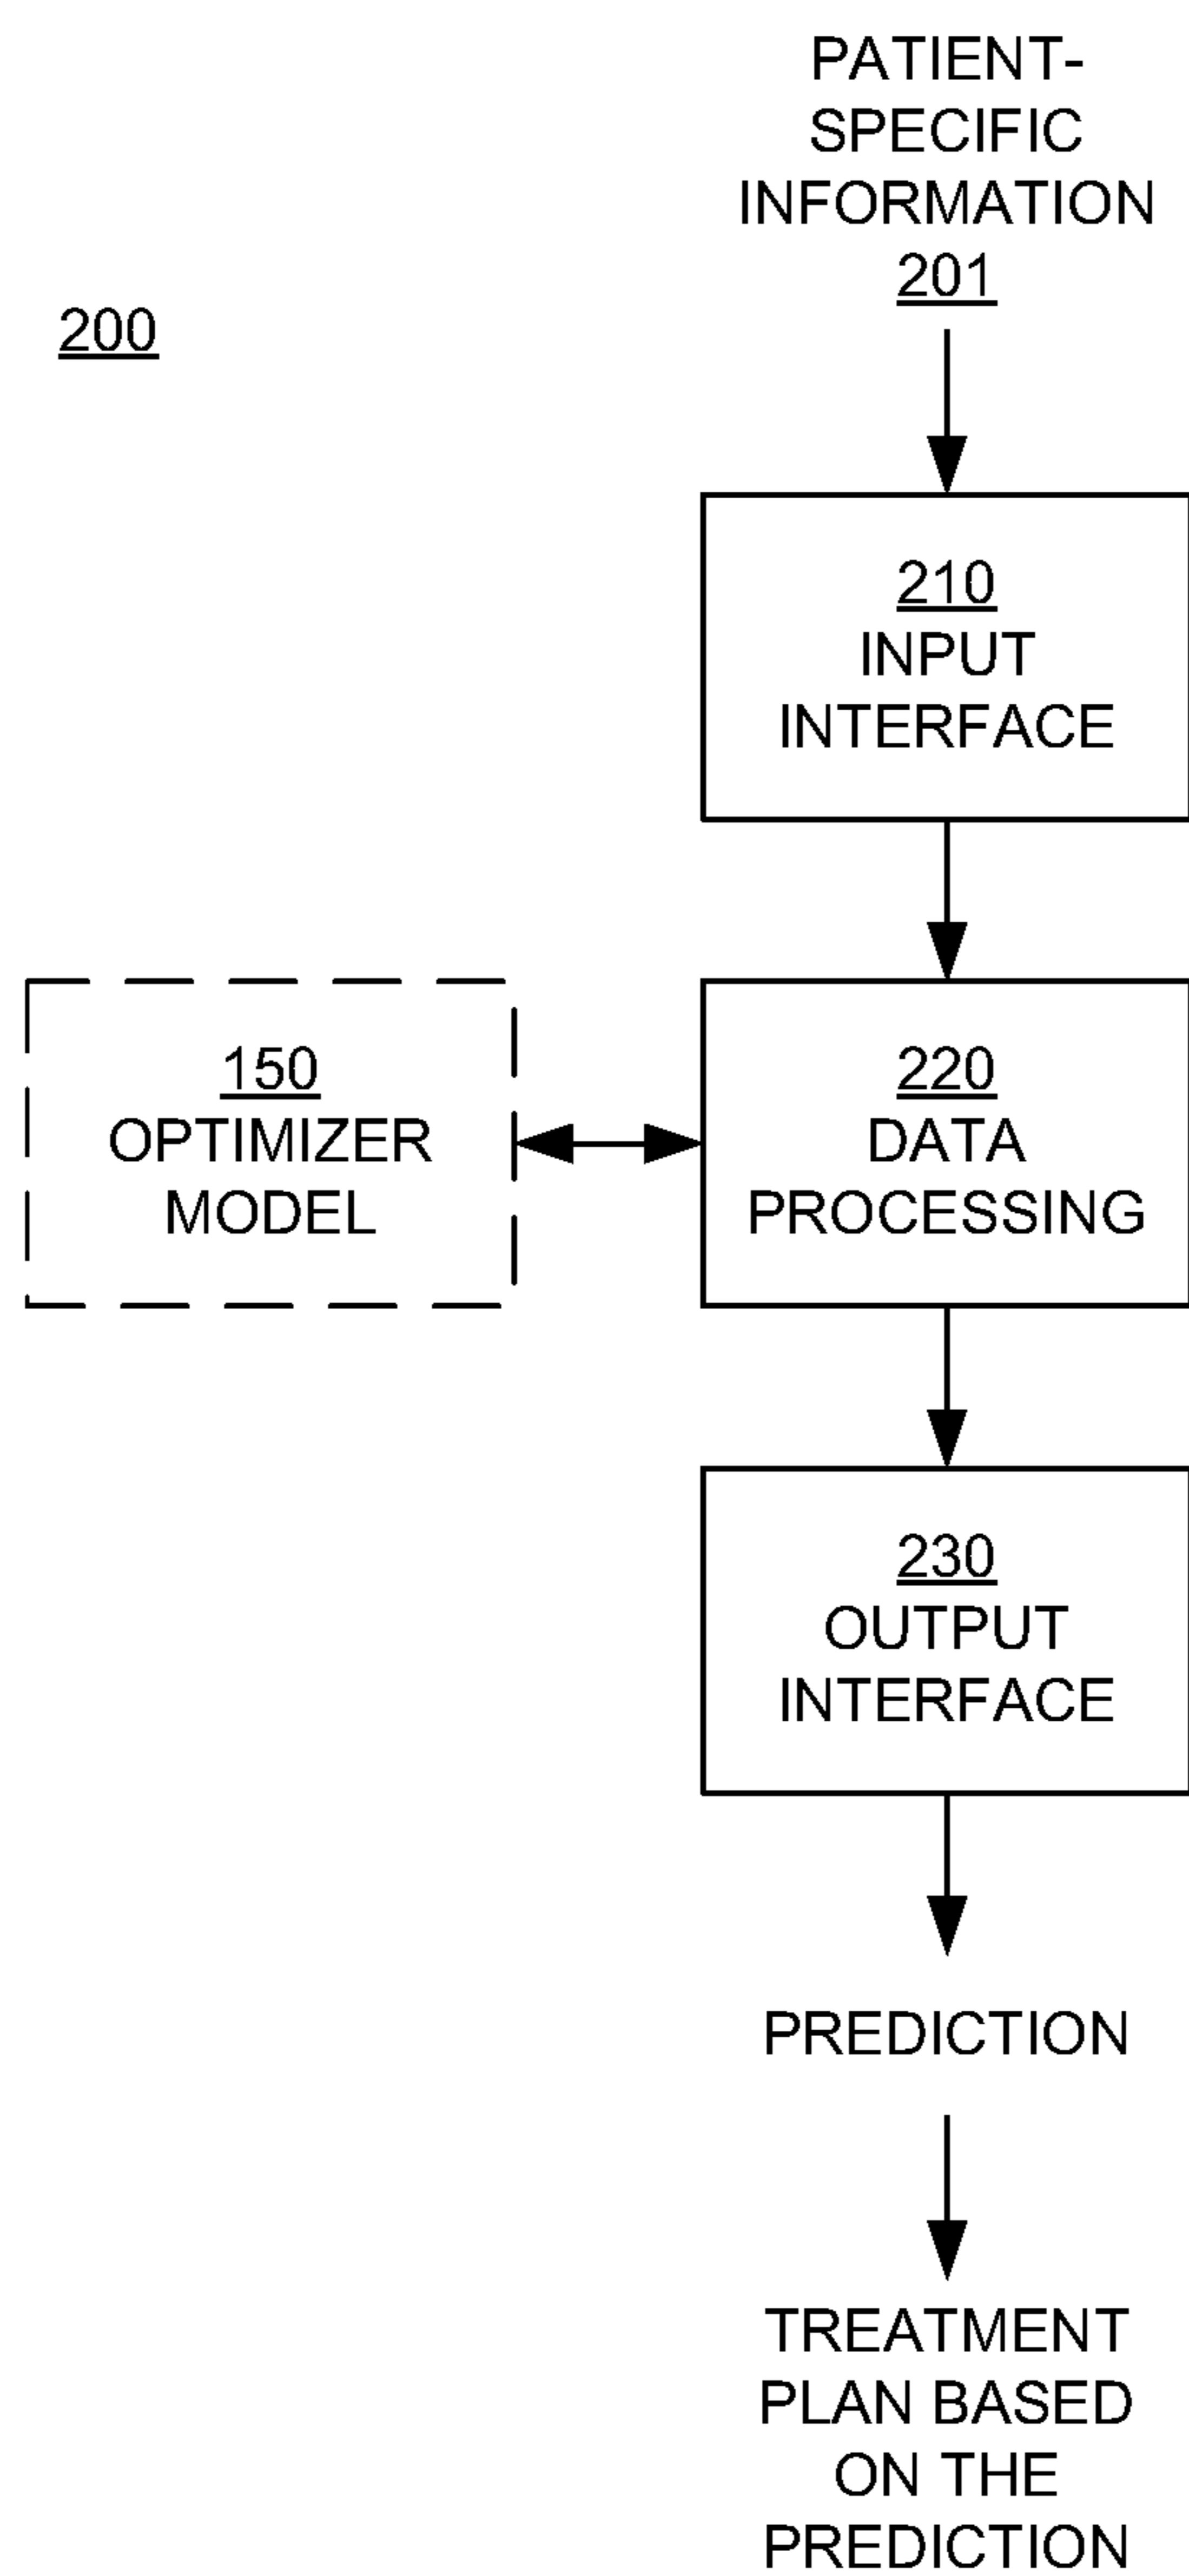 PATIENT-
SPECIFIC
INFORMATION
201
200
210
INPUT
INTERFACE
150
OPTIMIZER
MODEL
220
DATA
PROCESSING
230
OUTPUT
INTERFACE
PREDICTION
TREATMENT
PLAN BASED
ON THE
PREDICTION